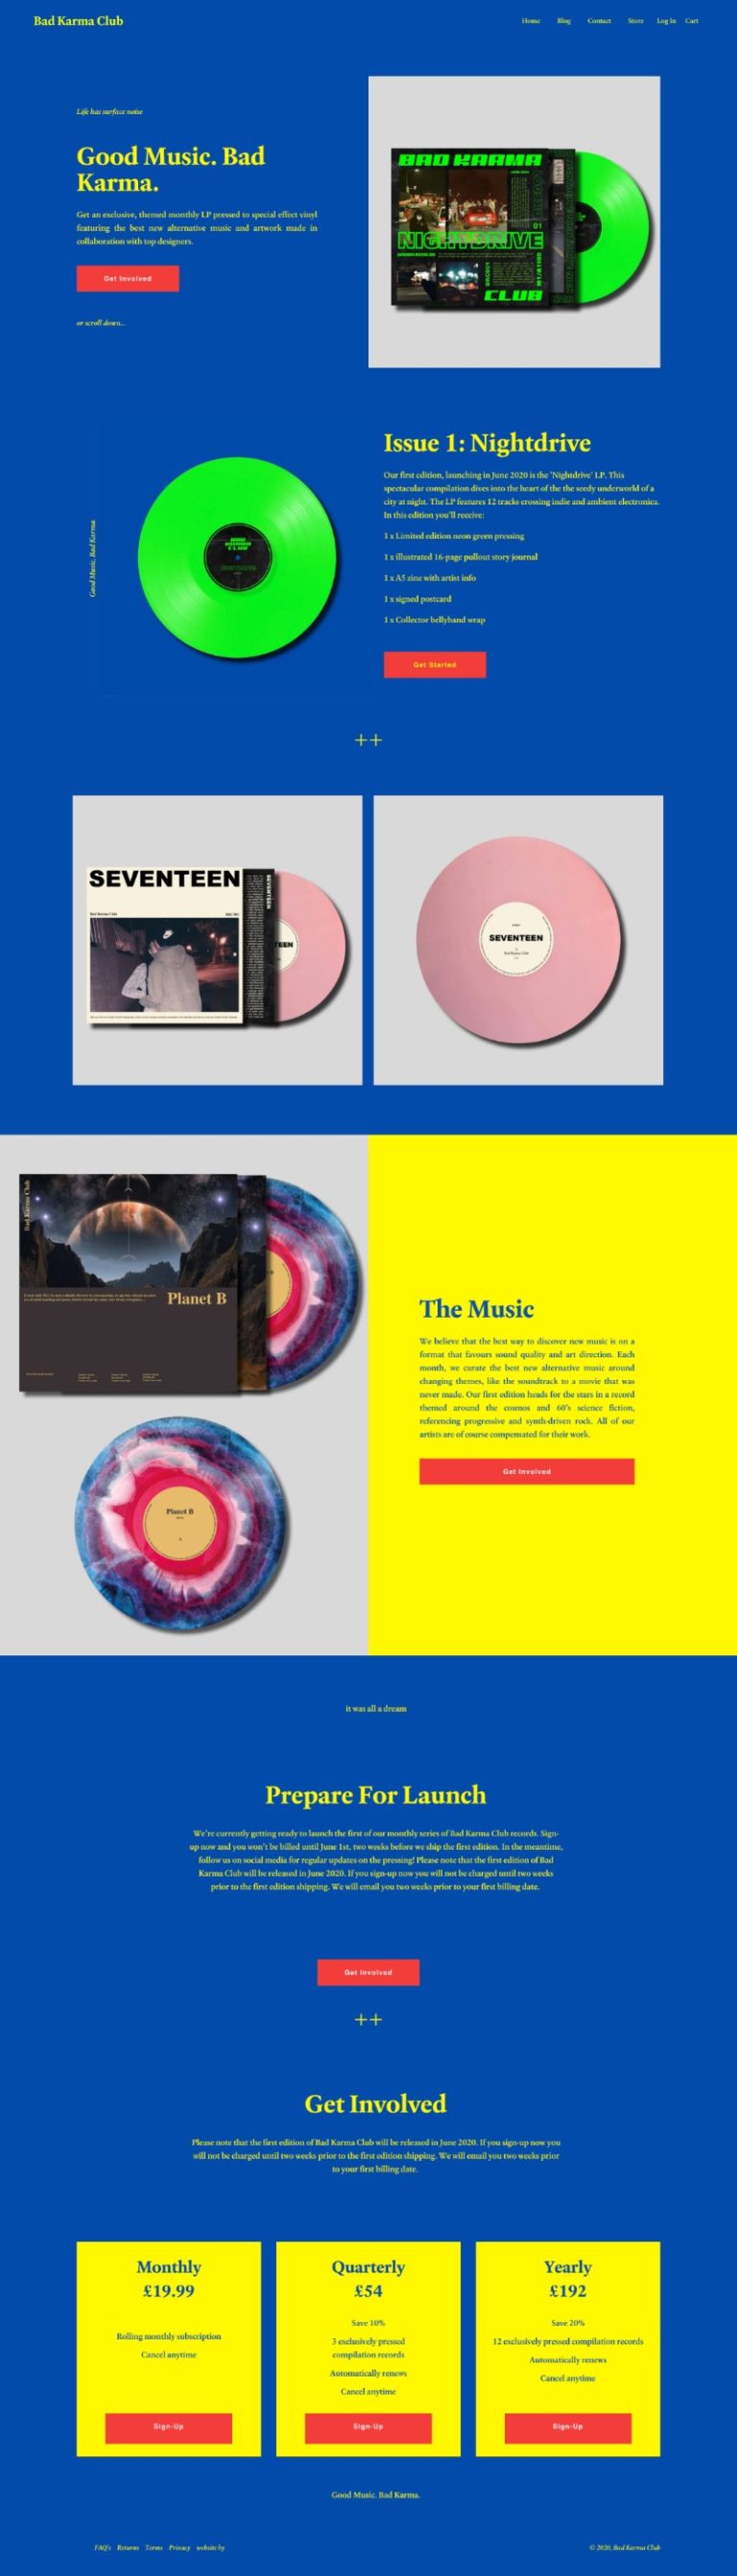 Bad Karma Club
Home Blog Contact Store Log In Cart
Life has surface noise
Good Music. Bad
Karma.
Get an exclusive, themed monthly LP pressed to special effect vinyl
featuring the best new alternative music and artwork made in
collaboration with top designers.
Get Involved
or scroll down...
BAD KARMA
01
NIGHTDRIVE
CLUB
Issue 1: Nightdrive
Our first edition, launching in June 2020 is the 'Nightdrive' LP. This
spectacular compilation dives into the heart of the the seedy underworld of a
city at night. The LP features 12 tracks crossing indie and ambient electronica.
In this edition you'll receive:
1 x Limited edition neon green pressing
1 x illustrated 16-page pullout story journal
1 x A5 zine with artist info
1 x signed postcard
1 x Collector bellyband wrap
Get Started
Good Music, Bad Karma.
BAD
KARMA
CLUB
++
SEVENTEEN
Bad Karma Club
SEVENTEEN
TEEN
SEVENTEEN
Bad Karma Club
Bad Karma Club
Planet B
Planet B
The Music
We believe that the best way to discover new music is on a
format that favours sound quality and art direction. Each
month, we curate the best new alternative music around
changing themes, like the soundtrack to a movie that was
never made. Our first edition heads for the stars in a record
themed around the cosmos and 60's science fiction,
referencing progressive and synth-driven rock. All of our
artists are of course compensated for their work.
Get Involved
it was all a dream
Prepare For Launch
We're currently getting ready to launch the first of our monthly series of Bad Karma Club records. Sign-
up now and you won't be billed until June 1st, two weeks before we ship the first edition. In the meantime,
follow us on social media for regular updates on the pressing! Please note that the first edition of Bad
Karma Club will be released in June 2020. If you sign-up now you will not be charged until two weeks
prior to the first edition shipping. We will email you two weeks prior to your first billing date.
Get Involved
++
Get Involved
Please note that the first edition of Bad Karma Club will be released in June 2020. If you sign-up now you
will not be charged until two weeks prior to the first edition shipping. We will email you two weeks prior
to your first billing date.
Monthly
£19.99
Rolling monthly subscription
Cancel anytime
Sign-Up
Quarterly
£54
Save 10%
3 exclusively pressed
compilation records
Automatically renews
Cancel anytime
Sign-Up
Yearly
£192
Save 20%
12 exclusively pressed compilation records
Automatically renews
Cancel anytime
Sign-Up
Good Music. Bad Karma.
FAQ's Returns Terms Privacy website by
© 2020, Bad Karma Club